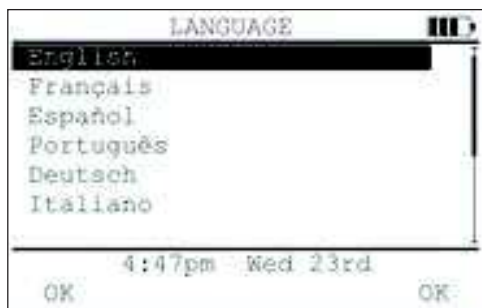 LANGUAGE
English
Français
Español
Português
Deutsch
Italiano
4:47pm Wed 23rd
OK OK